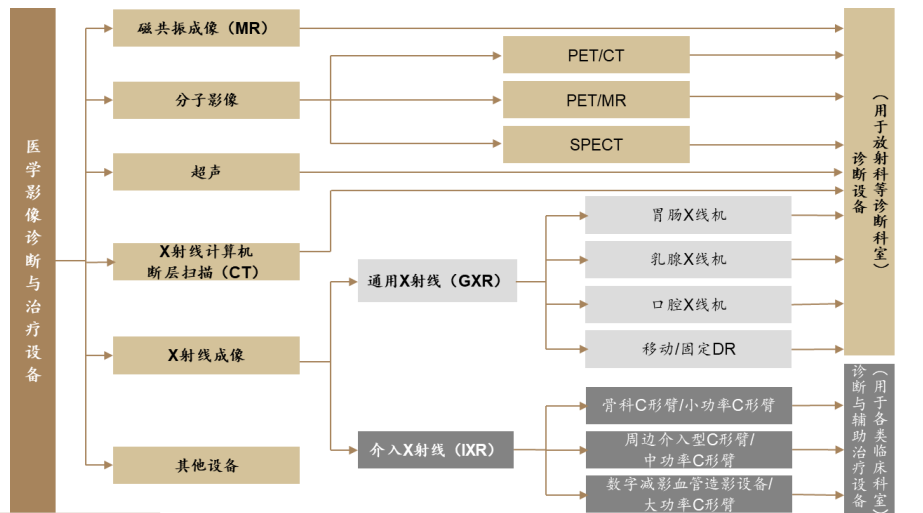 医学影像诊断与治疗设备
磁共振成像（MR）
分子影像
PET/CT
PET/MR
SPECT
超声
X射线计算机
断层扫描（CT）
X射线成像
其他设备
通用X射线（GXR）
胃肠X线机
乳腺X线机
口腔X线机
移动/固定DR
介入X射线（IXR）
骨科C形臂/小功率C形臂
周边介入型C形臂/
中功率C形臂
数字减影血管造影设备/
大功率C形臂
诊断设备
（用于放射科等诊断科室）
诊断与辅助治疗设备
（用于各类临床科室）